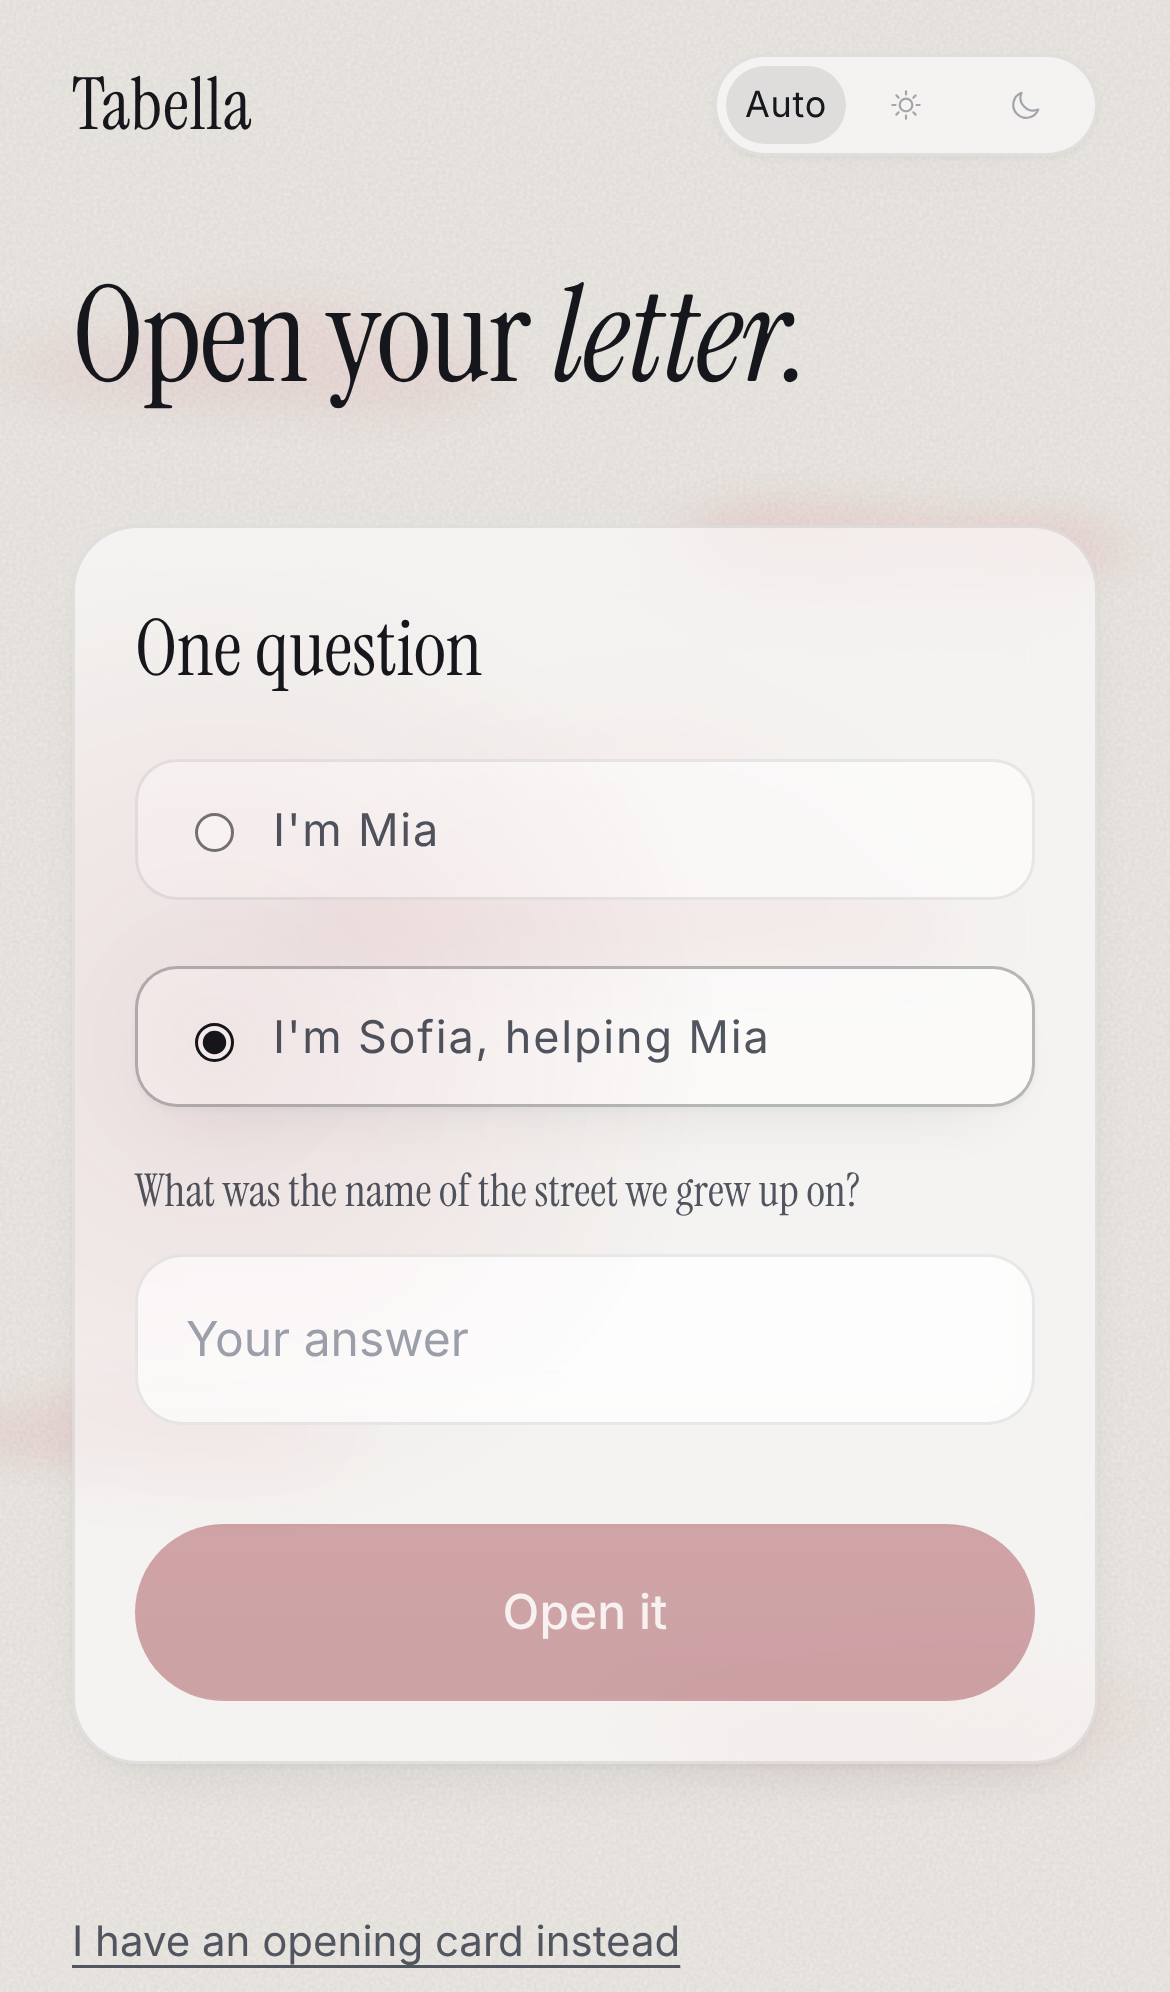 Tabella
Auto
Open your letter.
One question
I'm Mia
I'm Sofia, helping Mia
What was the name of the street we grew up on?
Your answer
Open it
I have an opening card instead